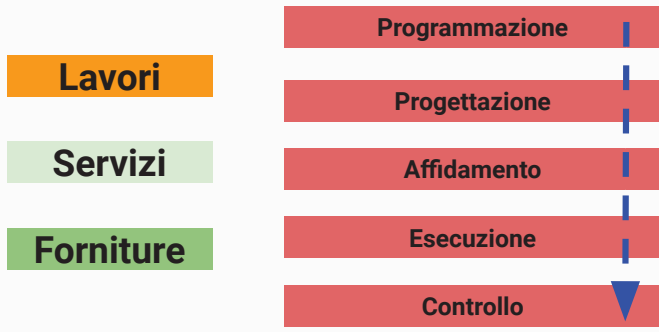 Lavori
Servizi
Forniture
Programmazione
Progettazione
Affidamento
Esecuzione
Controllo